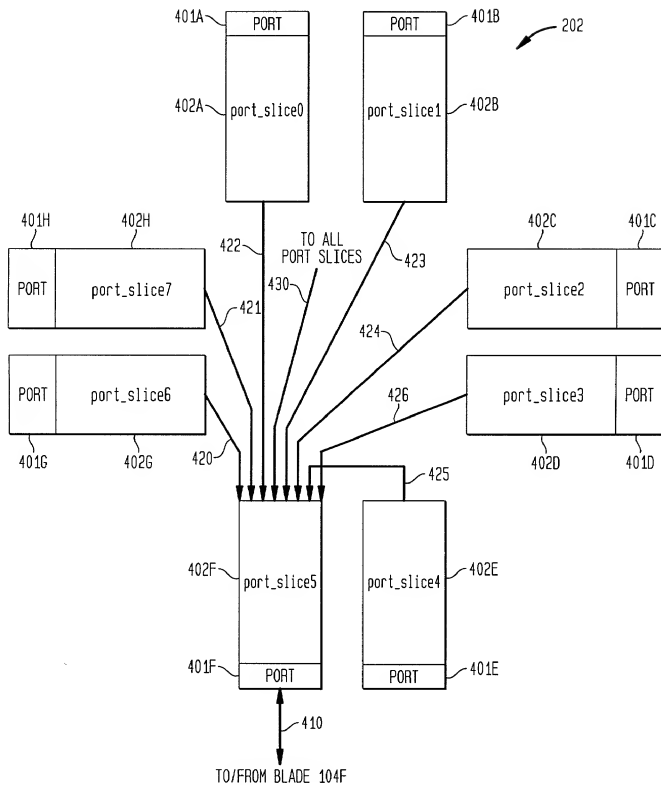 401A
PORT
PORT
401B
202
402A
port_slice0
port_slice1
402B
401H
402H
422
TO ALL
PORT SLICES
430
423
402C
401C
PORT
port_slice7
421
424
port_slice2
PORT
PORT
port_slice6
426
port_slice3
PORT
401G
402G
420
402D
401D
425
402F
port_slice5
port_slice4
402E
401F
PORT
PORT
401E
410
TO/FROM BLADE 104F